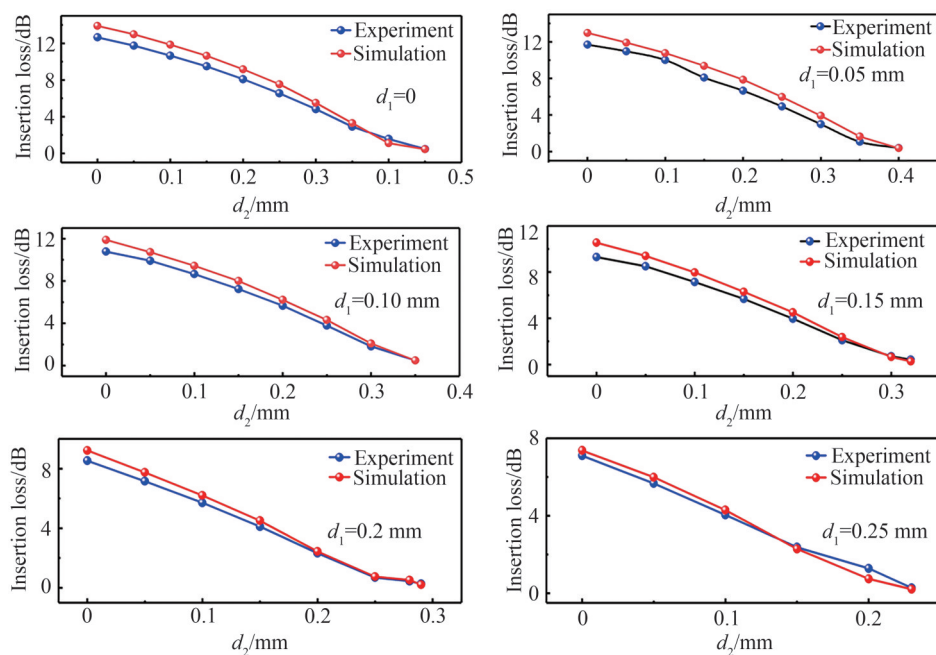 Insertion loss/dB
12
8
4
0
Experiment
Simulation
d₁=0
0
0.1
0.1
0.2
0.3
0.1
0.5
d₂/mm
Insertion loss/dB
12
8
4
0
Experiment
Simulation
d₁=0.05 mm
0
0.1
0.2
0.3
0.4
d₂/mm
Insertion loss/dB
12
8
4
0
Experiment
Simulation
d₁=0.10 mm
0
0.1
0.2
0.3
0.4
d₂/mm
Insertion loss/dB
12
8
4
0
Experiment
Simulation
d₁=0.15 mm
0
0.1
0.2
0.3
d₂/mm
Insertion loss/dB
8
4
0
Experiment
Simulation
d₁=0.2 mm
0
0.1
0.2
0.3
d₂/mm
Insertion loss/dB
8
4
0
Experiment
Simulation
d₁=0.25 mm
0
0.1
0.2
d₂/mm